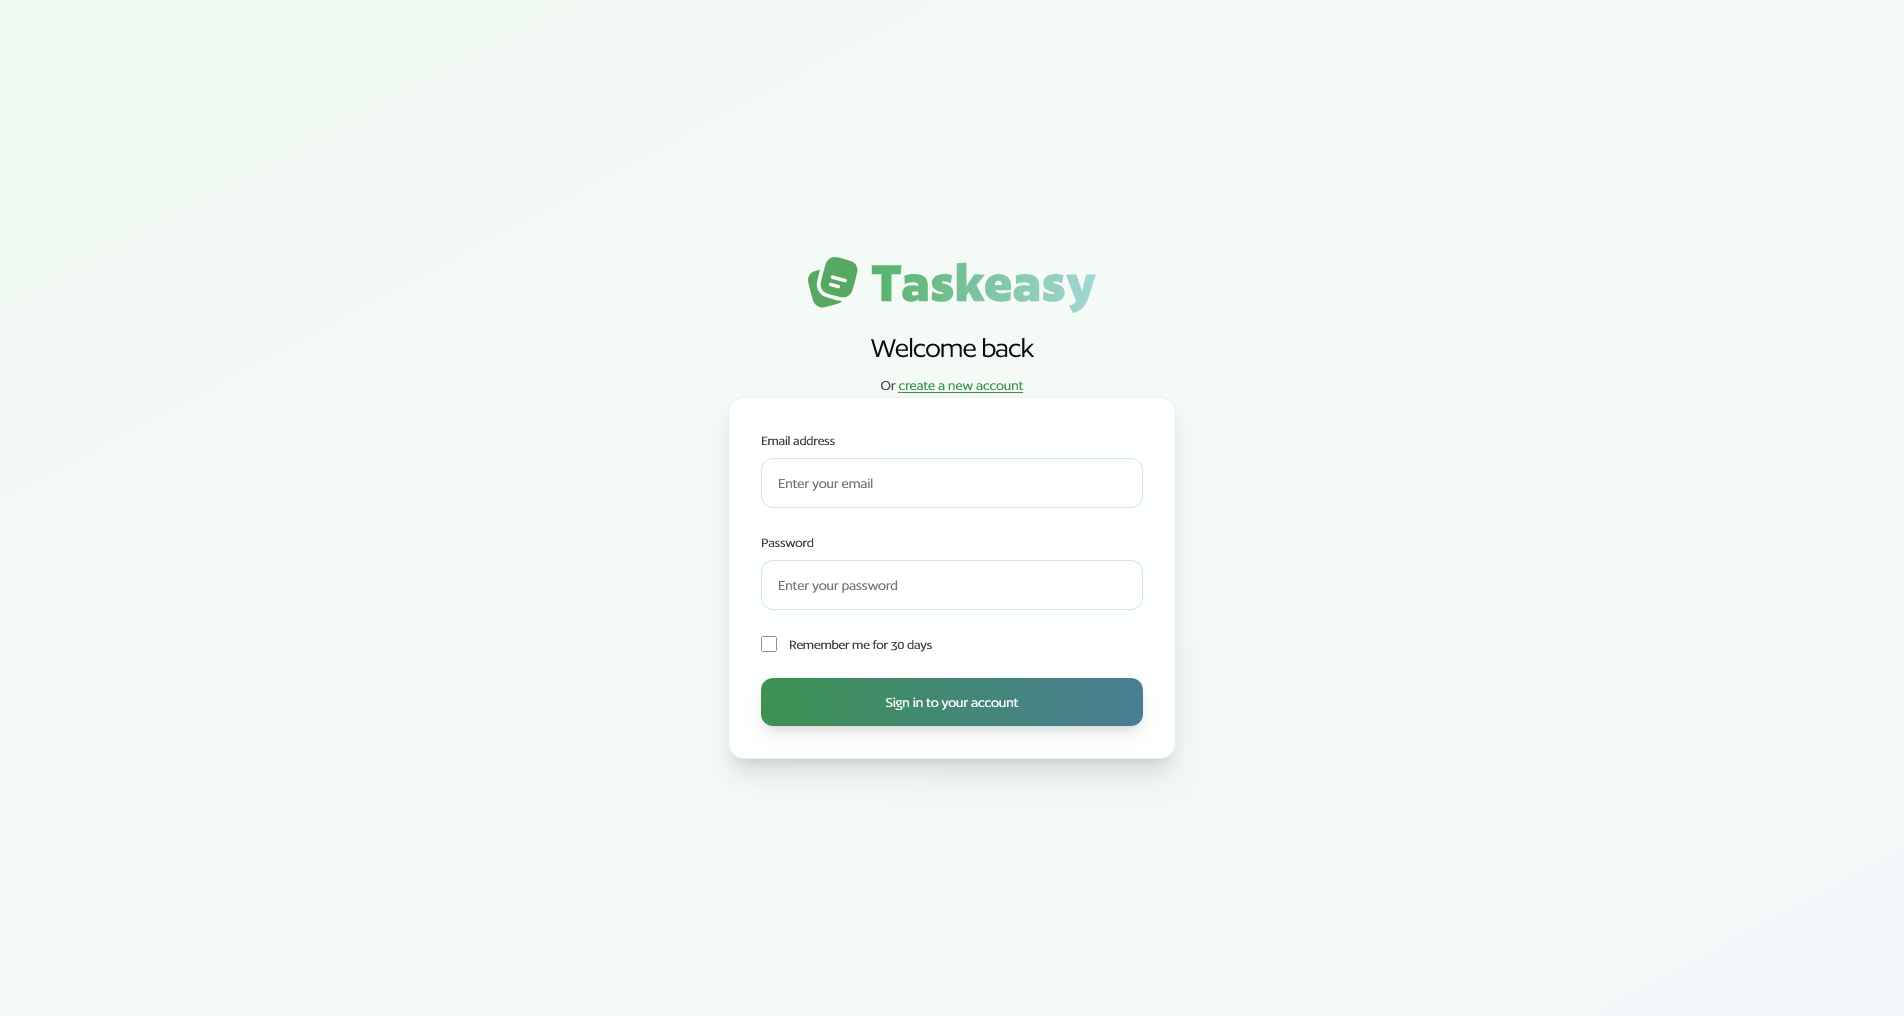 Taskeasy
Welcome back
Or create a new account
Email address
Enter your email
Password
Enter your password
Remember me for 30 days
Sign in to your account